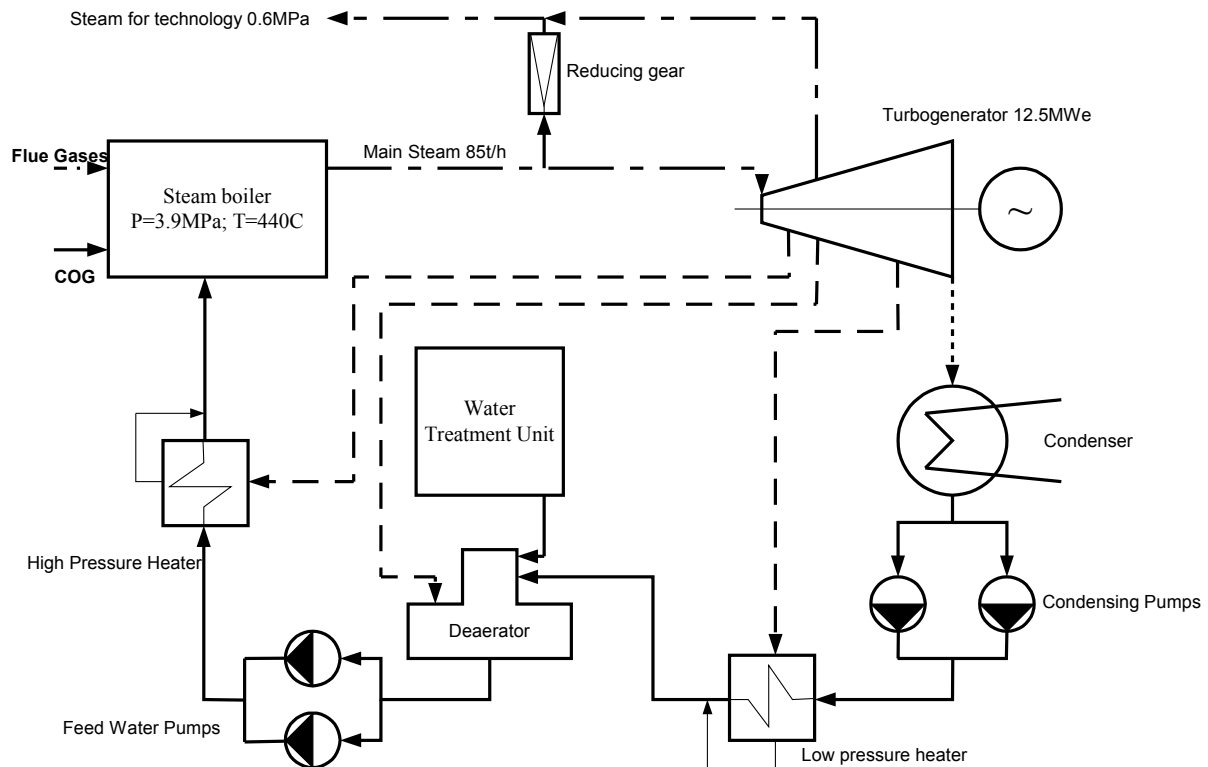 Steam for technology 0.6MPa
Reducing gear
Turbogenerator 12.5MWe
Flue Gases
Main Steam 85t/h
Steam boiler
P=3.9MPa; T=440C
~
COG
Water
Treatment Unit
Condenser
High Pressure Heater
Condensing Pumps
Deaerator
Feed Water Pumps
Low pressure heater